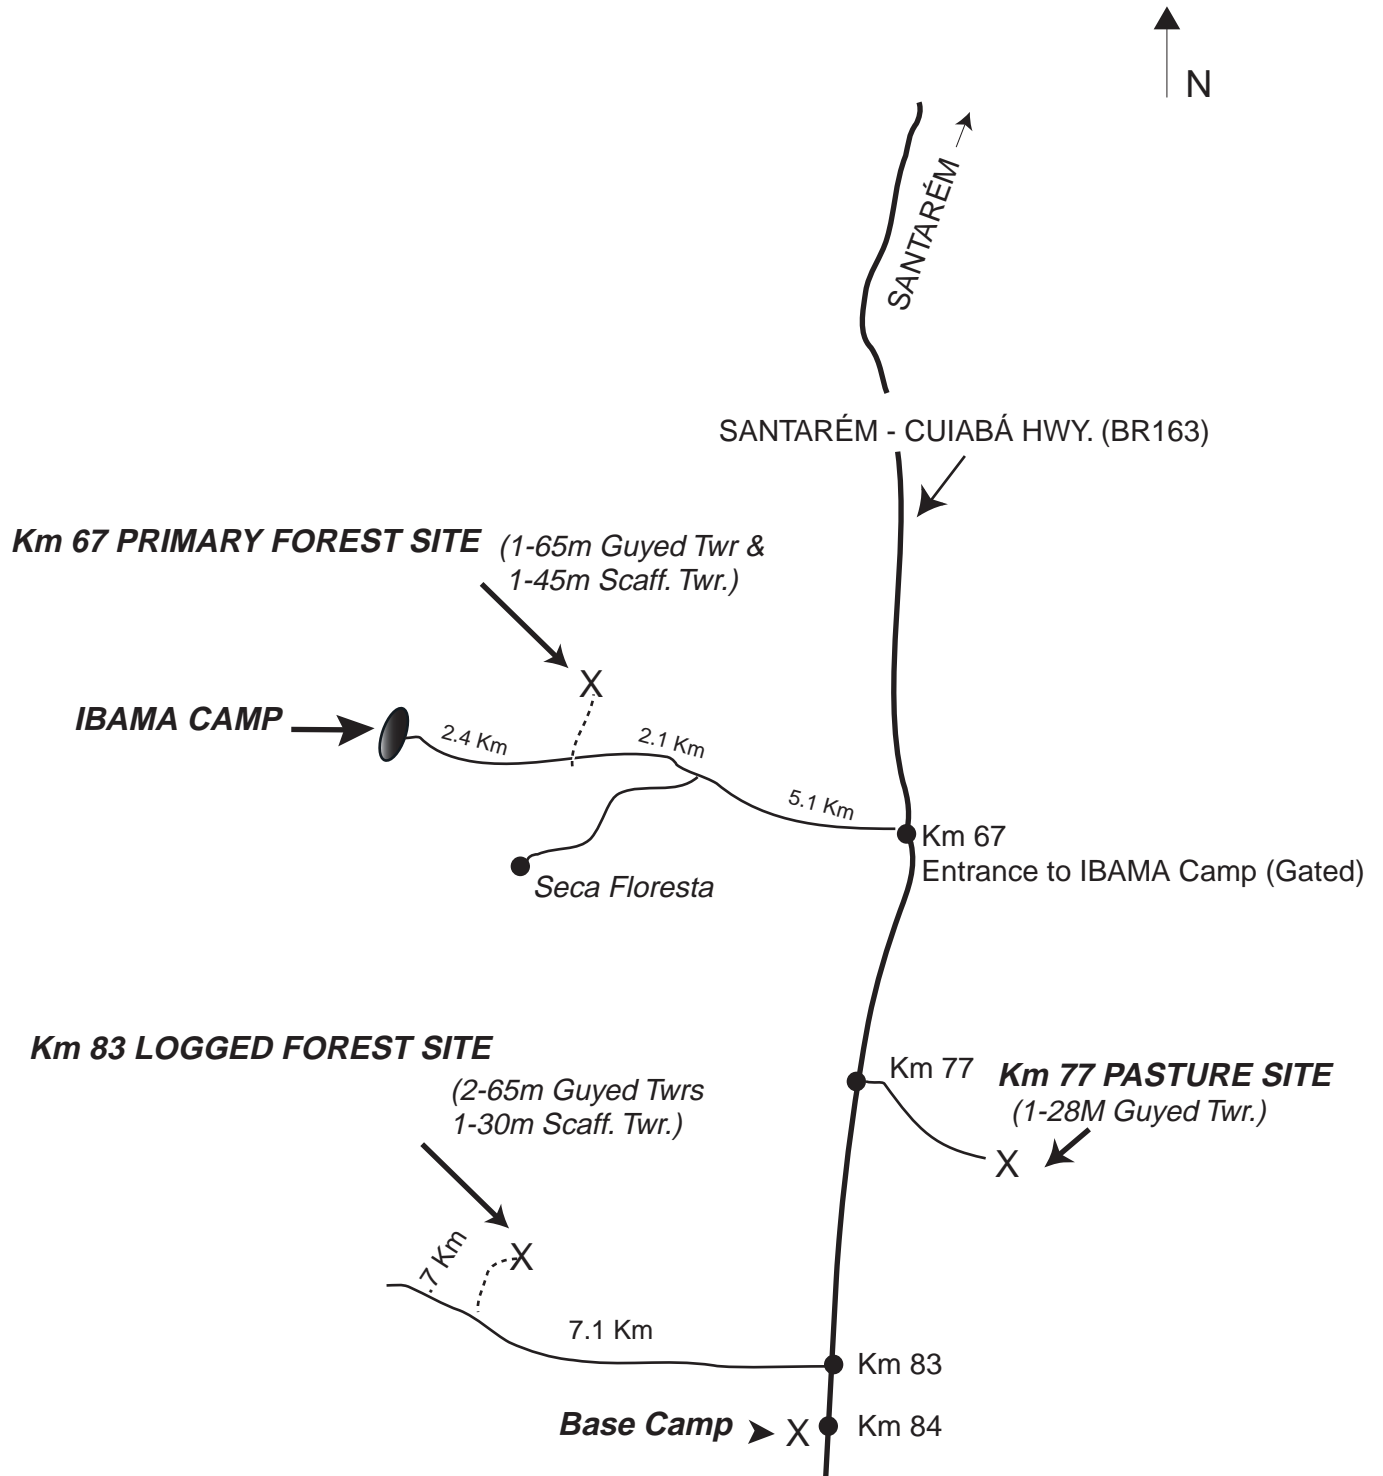 N
SANTARÉM
SANTARÉM - CUIABÁ HWY. (BR163)
Km 67 PRIMARY FOREST SITE (1-65m Guyed Twr &
1-45m Scaff. Twr.)
X
IBAMA CAMP
2.4 Km
2.1 Km
5.1 Km
Km 67
Entrance to IBAMA Camp (Gated)
Seca Floresta
Km 83 LOGGED FOREST SITE
(2-65m Guyed Twrs
1-30m Scaff. Twr.)
Km 77
Km 77 PASTURE SITE
(1-28M Guyed Twr.)
X
X
.7 Km
7.1 Km
Km 83
Base Camp
X
Km 84